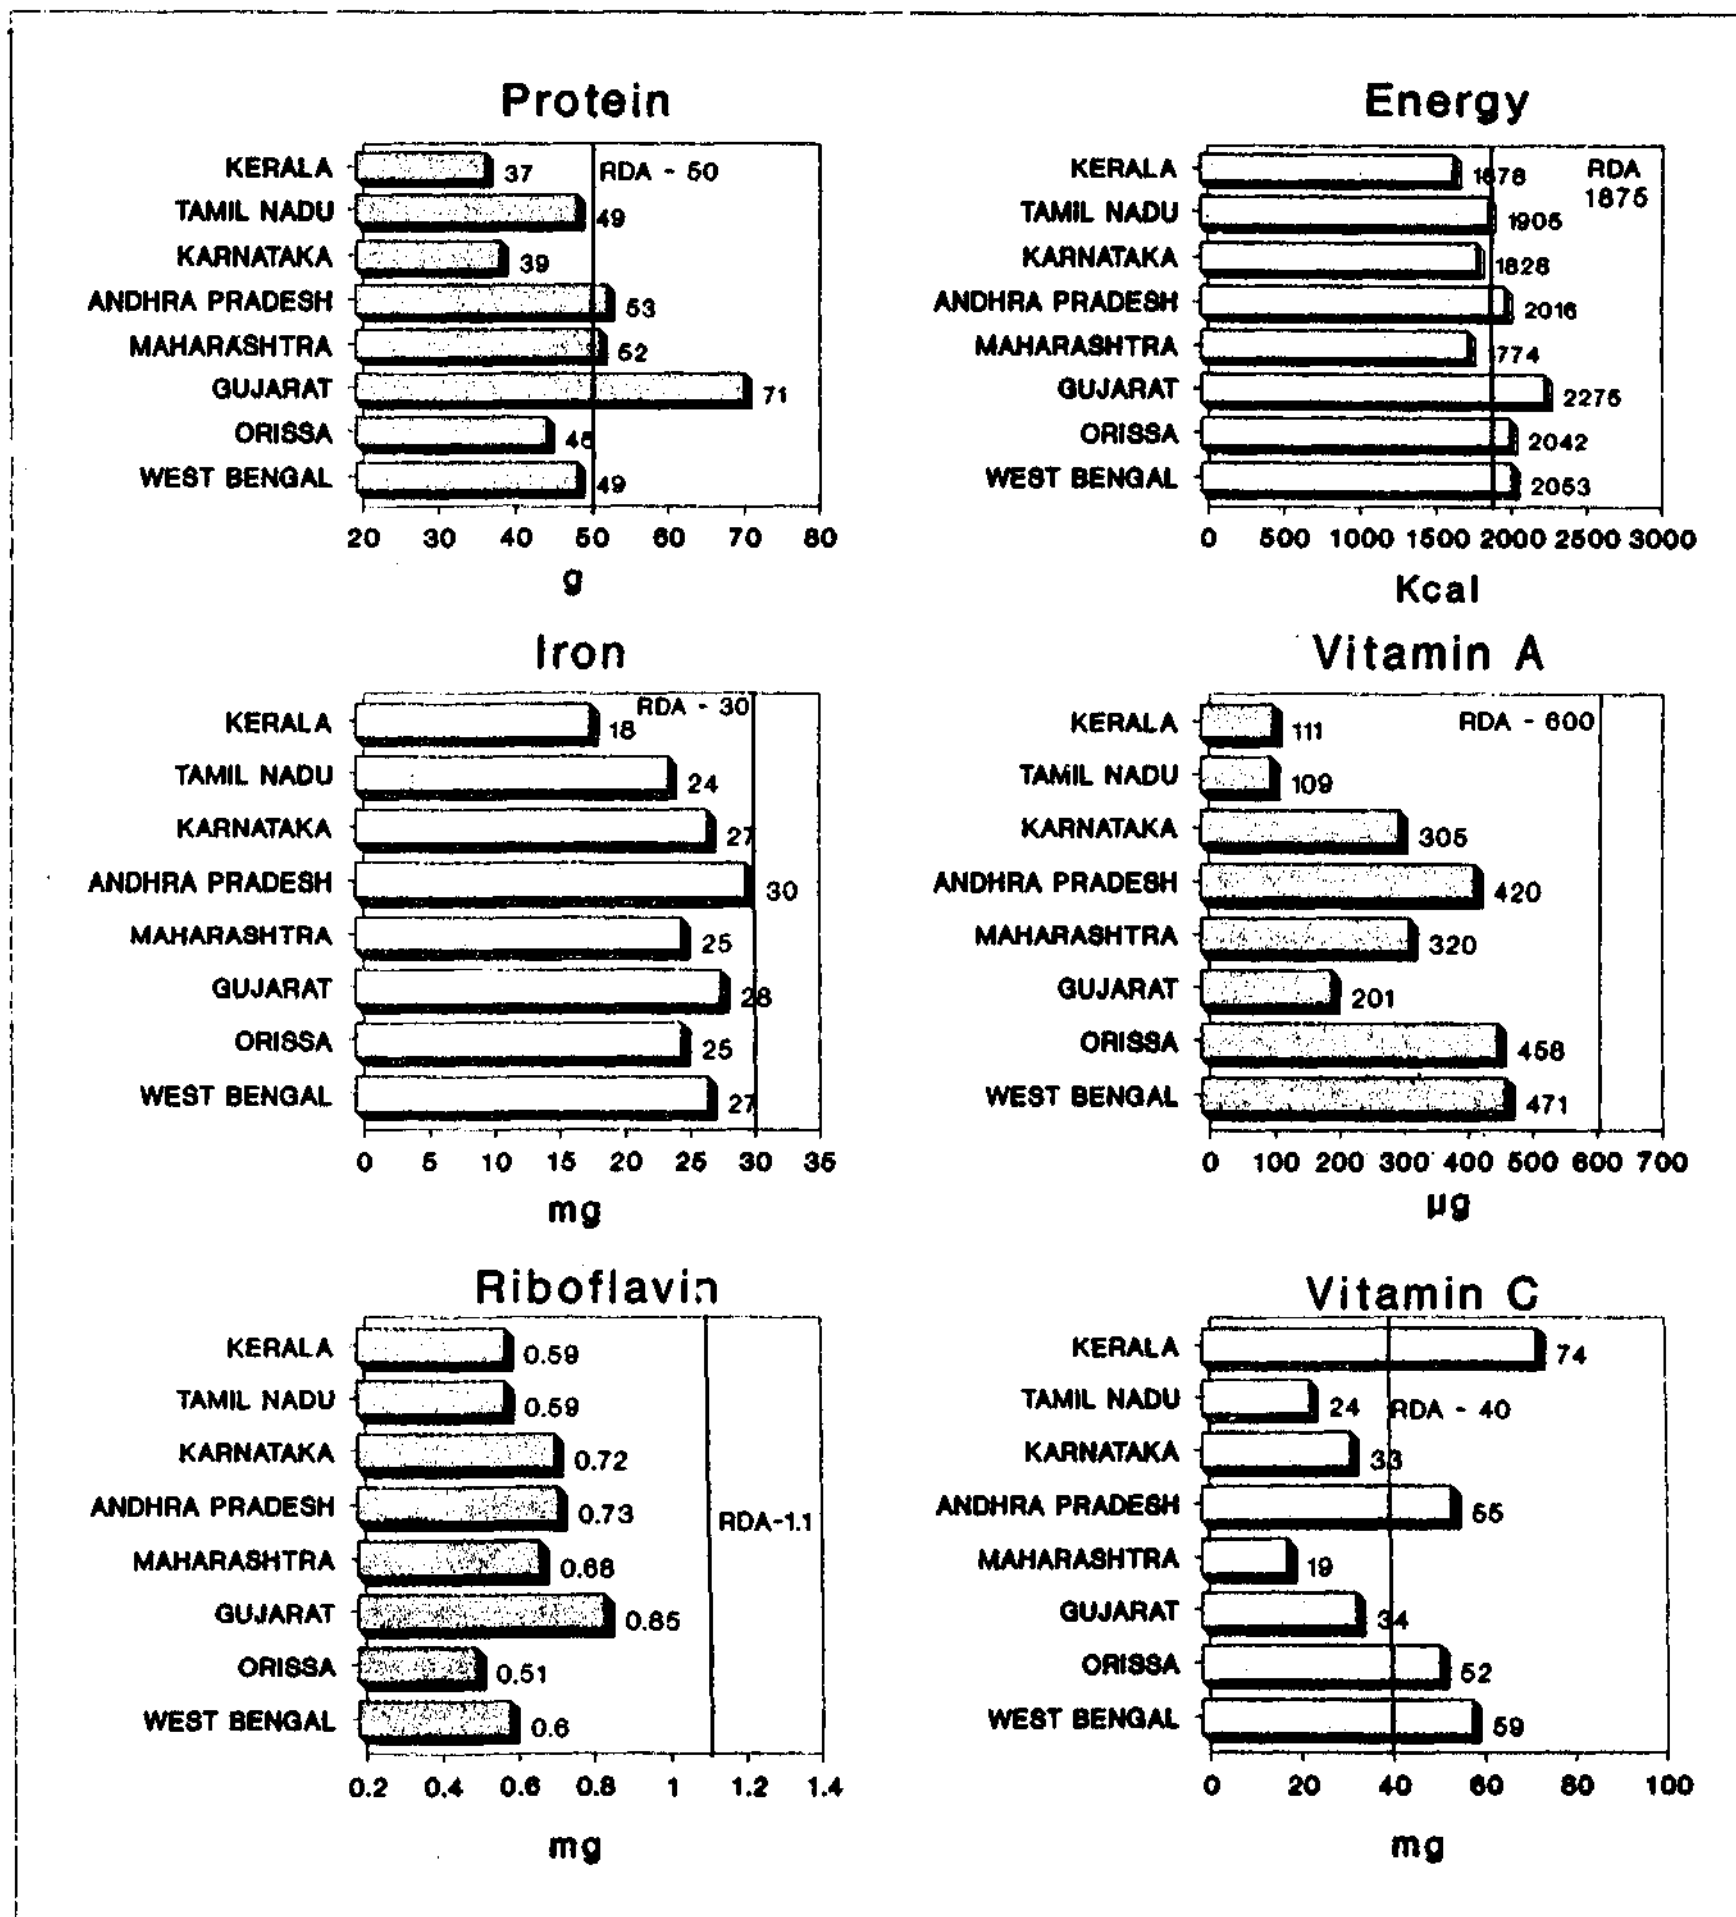 Protein
KERALA 37 RDA - 50
TAMIL NADU 49
KARNATAKA 39
ANDHRA PRADESH 53
MAHARASHTRA 52
GUJARAT 71
ORISSA
WEST BENGAL 49
20 30 40 50 60 70 80
g
Energy
KERALA 1678 RDA
1875
TAMIL NADU 1905
KARNATAKA 1828
ANDHRA PRADESH 2016
MAHARASHTRA 1774
GUJARAT 2275
ORISSA 2042
WEST BENGAL 2053
0 500 1000 1500 2000 2500 3000
Kcal
Iron
RDA - 30
KERALA 18
TAMIL NADU 24
KARNATAKA 27
ANDHRA PRADESH 30
MAHARASHTRA 25
GUJARAT 28
ORISSA 25
WEST BENGAL 27
0 5 10 15 20 25 30 35
mg
Vitamin A
KERALA 111 RDA - 600
TAMIL NADU 109
KARNATAKA 305
ANDHRA PRADESH 420
MAHARASHTRA 320
GUJARAT 201
ORISSA 458
WEST BENGAL 471
0 100 200 300 400 500 600 700
µg
Riboflavin
KERALA 0.59
TAMIL NADU 0.59
KARNATAKA 0.72
ANDHRA PRADESH 0.73
RDA-1.1
MAHARASHTRA 0.68
GUJARAT 0.85
ORISSA 0.51
WEST BENGAL 0.6
0.2 0.4 0.6 0.8 1 1.2 1.4
mg
Vitamin C
KERALA 74
TAMIL NADU 24 RDA - 40
KARNATAKA 33
ANDHRA PRADESH 55
MAHARASHTRA 19
GUJARAT 34
ORISSA 52
WEST BENGAL 59
0 20 40 60 80 100
mg